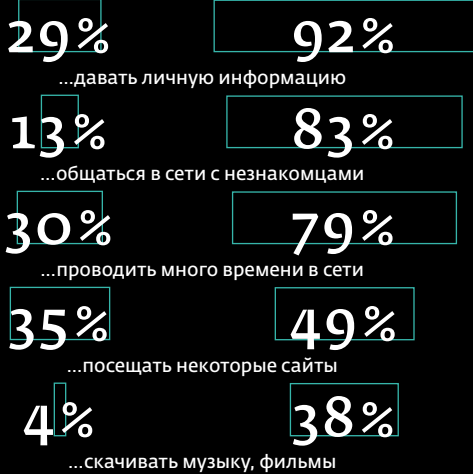 29% 92%
...давать личную информацию
13% 83%
...общаться в сети с незнакомцами
30% 79%
...проводить много времени в сети
35% 49%
...посещать некоторые сайты
4% 38%
...скачивать музыку, фильмы